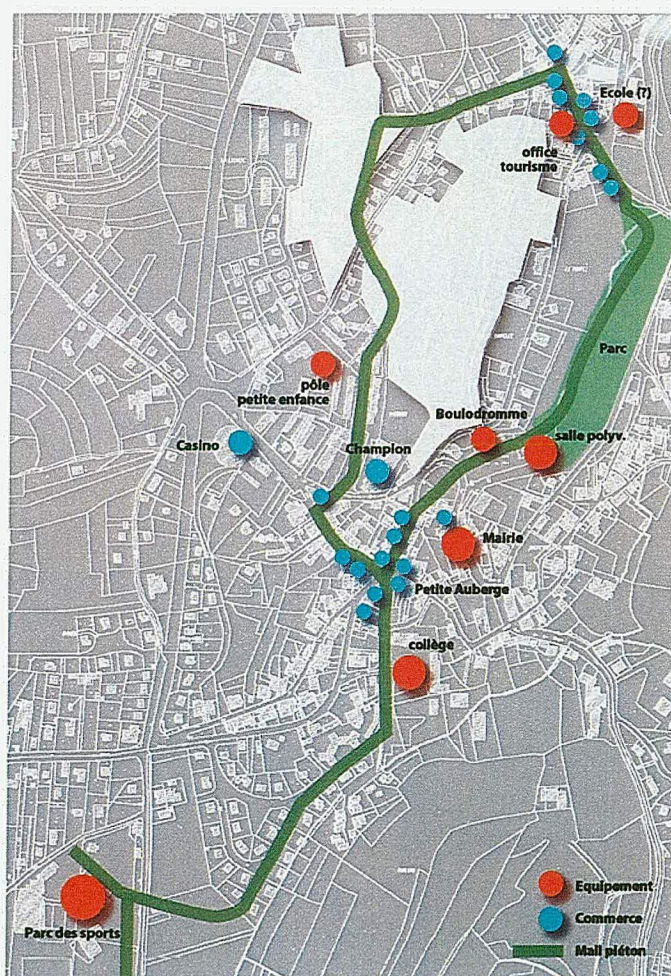 Ecole (?)
office
tourisme
Parc
pôle
petite enfance
Boulodromme
Casino
Champion
salle polyv.
Mairie
Petite Auberge
collège
Equipement
Commerce
Parc des sports
Mail piéton